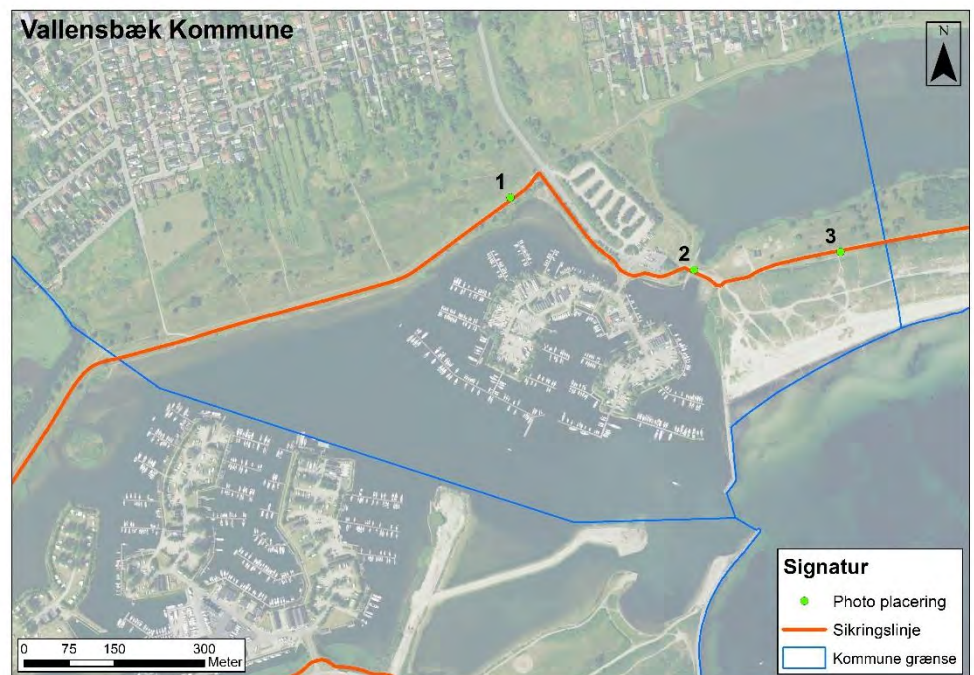 Vallensbæk Kommune
N
1
2
3
Signatur
Photo placering
Sikringslinje
Kommune grænse
0 75 150 300
Meter